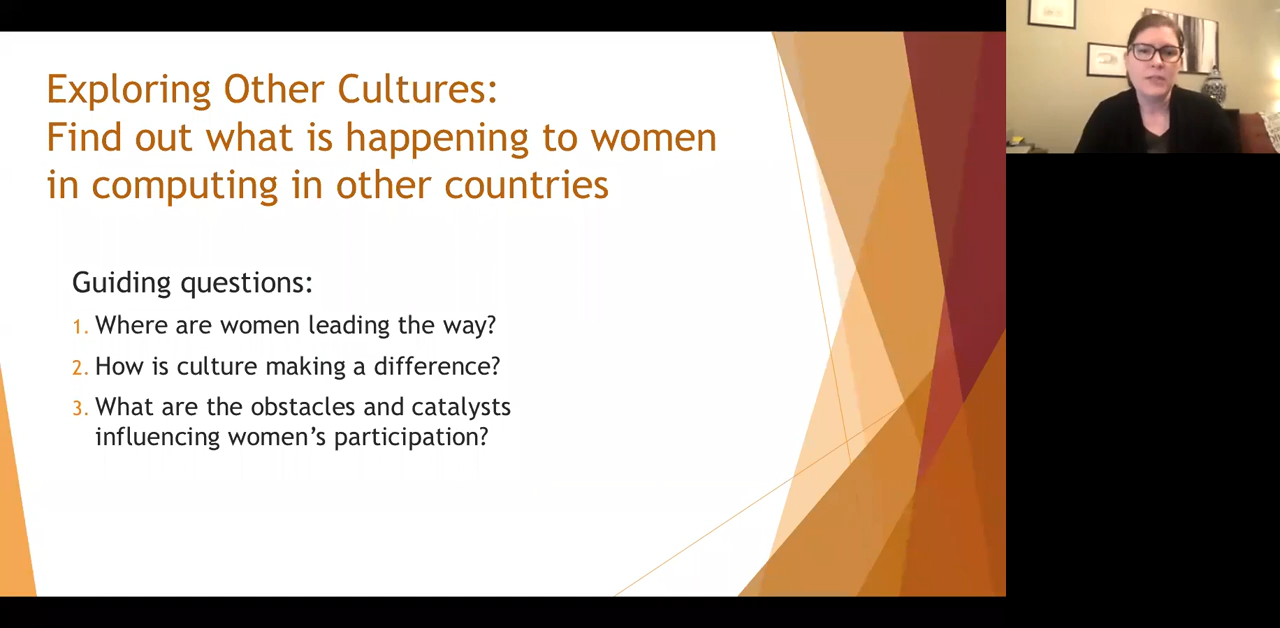 Exploring Other Cultures:
Find out what is happening to women
in computing in other countries
Guiding questions:
1. Where are women leading the way?
2. How is culture making a difference?
3. What are the obstacles and catalysts
influencing women’s participation?